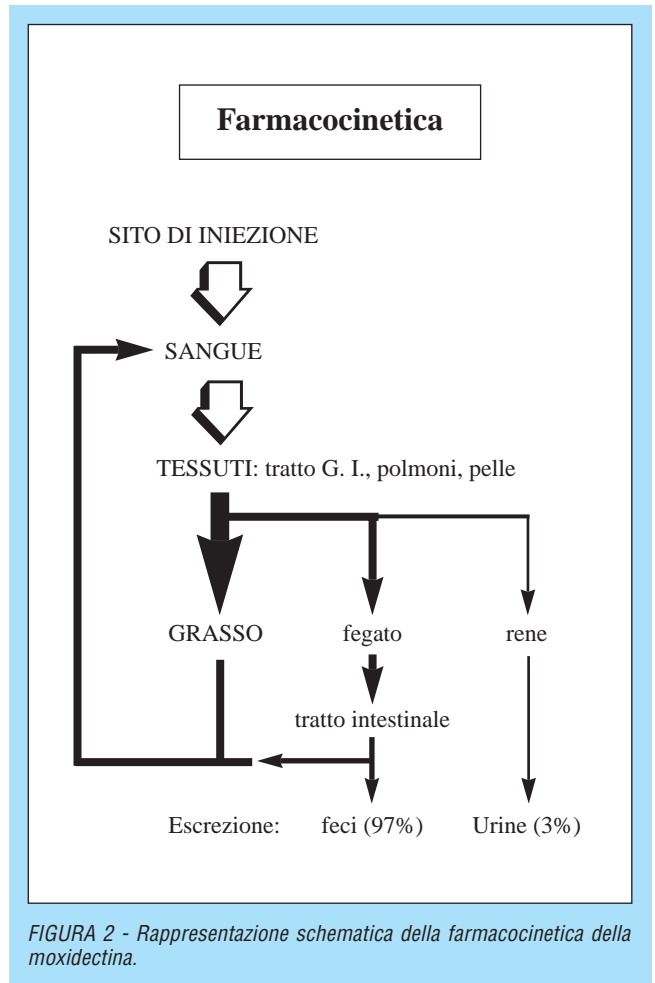 Farmacocinetica
SITO DI INIEZIONE
SANGUE
TESSUTI: tratto G. I., polmoni, pelle
GRASSO fegato rene
tratto intestinale
Escrezione: feci (97%) Urine (3%)
FIGURA 2 - Rappresentazione schematica della farmacocinetica della
moxidectina.